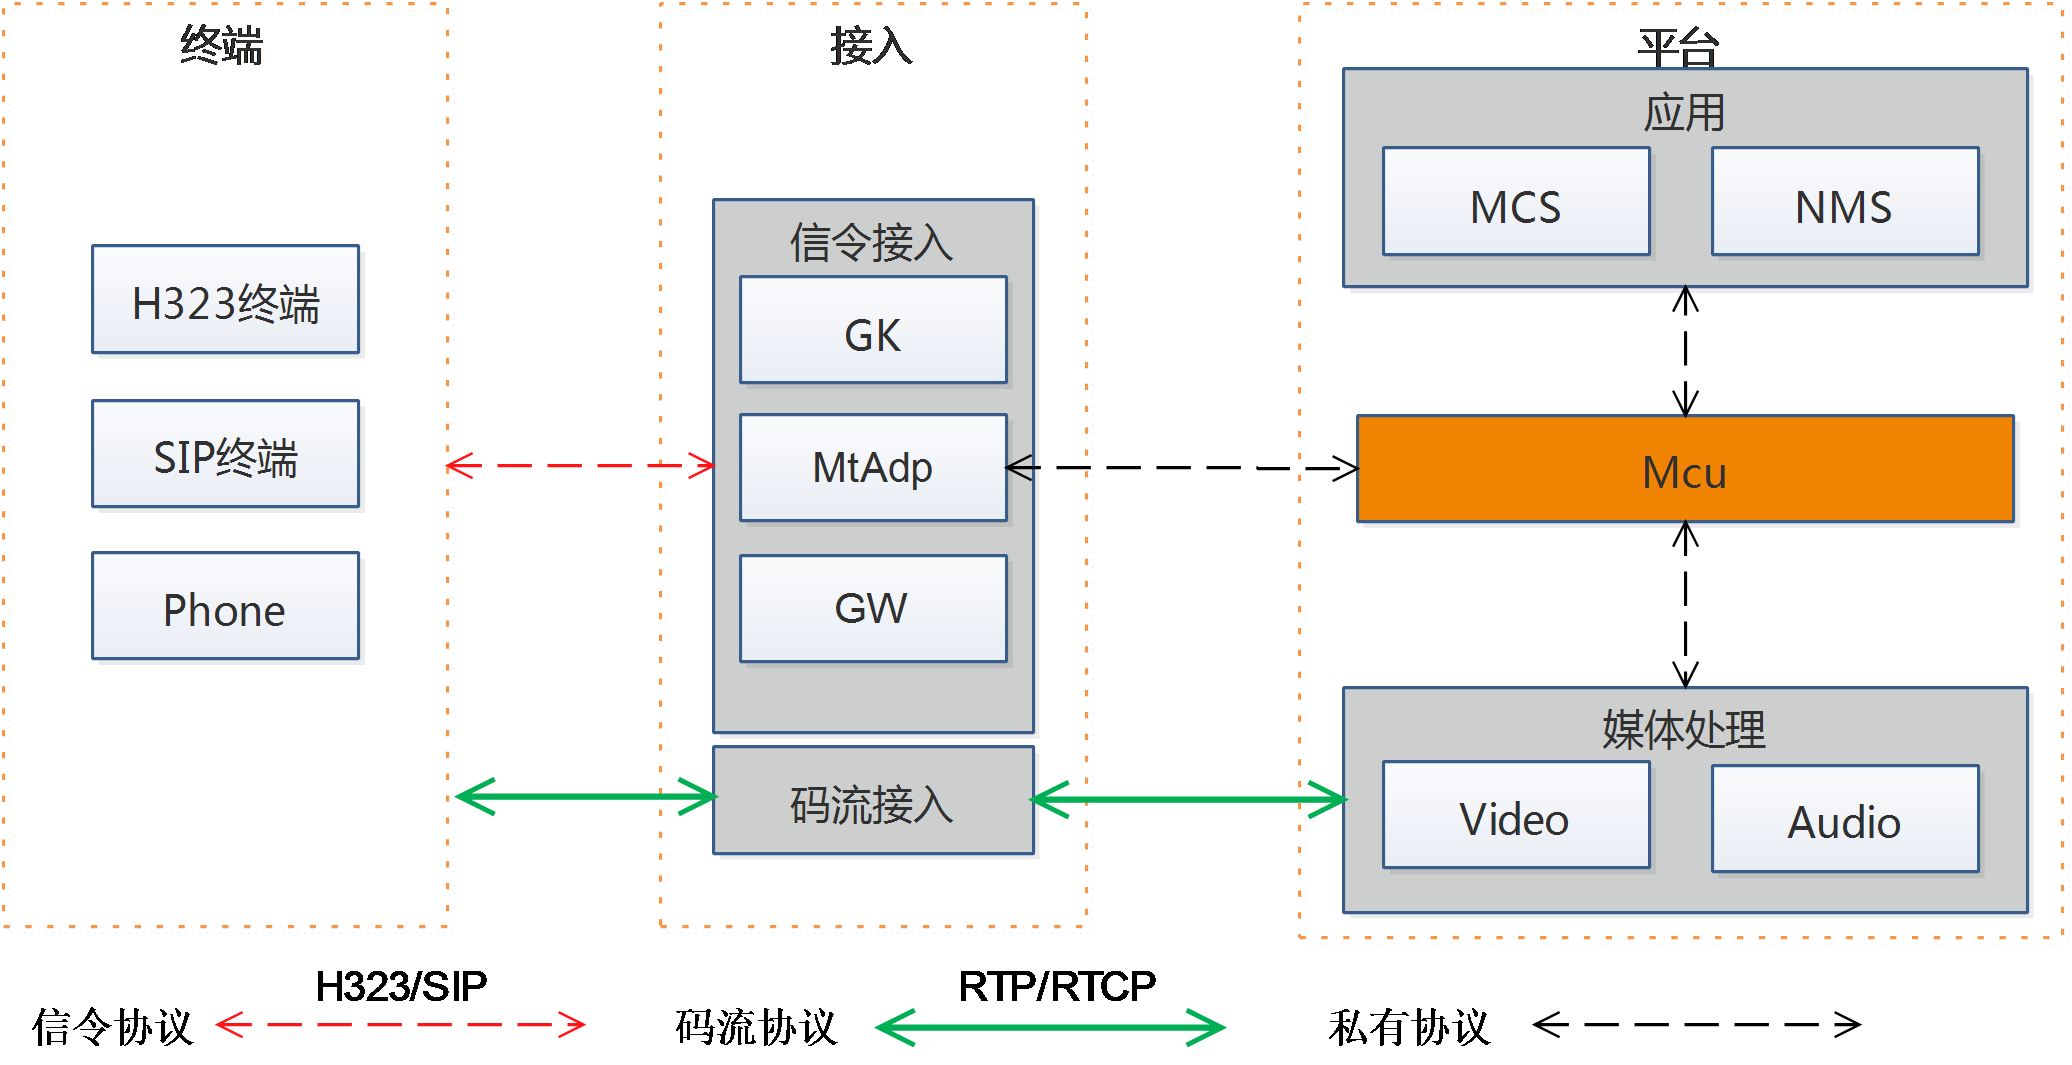 终端
H323终端
SIP终端
Phone
接入
信令接入
GK
MtAdp
GW
码流接入
平台
应用
MCS
NMS
Mcu
媒体处理
Video
Audio
信令协议
H323/SIP
码流协议
RTP/RTCP
私有协议